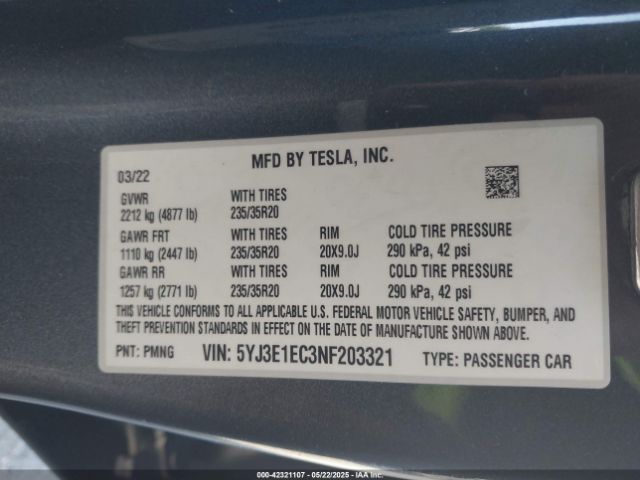 MFD BY TESLA, INC.
03/22
GVWR WITH TIRES
2212 kg (4877 lb) 235/35R20
GAWR FRT WITH TIRES RIM COLD TIRE PRESSURE
1110 kg (2447 lb) 235/35R20 20X9.0J 290 kPa, 42 psi
GAWR RR WITH TIRES RIM COLD TIRE PRESSURE
1257 kg (2771 lb) 235/35R20 20X9.0J 290 kPa, 42 psi
THIS VEHICLE CONFORMS TO ALL APPLICABLE U.S. FEDERAL MOTOR VEHICLE SAFETY, BUMPER, AND
THEFT PREVENTION STANDARDS IN EFFECT ON THE DATE OF MANUFACTURE SHOWN ABOVE.
PNT: PMNG VIN: 5YJ3E1EC3NF203321 TYPE: PASSENGER CAR
000-42321107 - 05/22/2025 - IAAI.COM